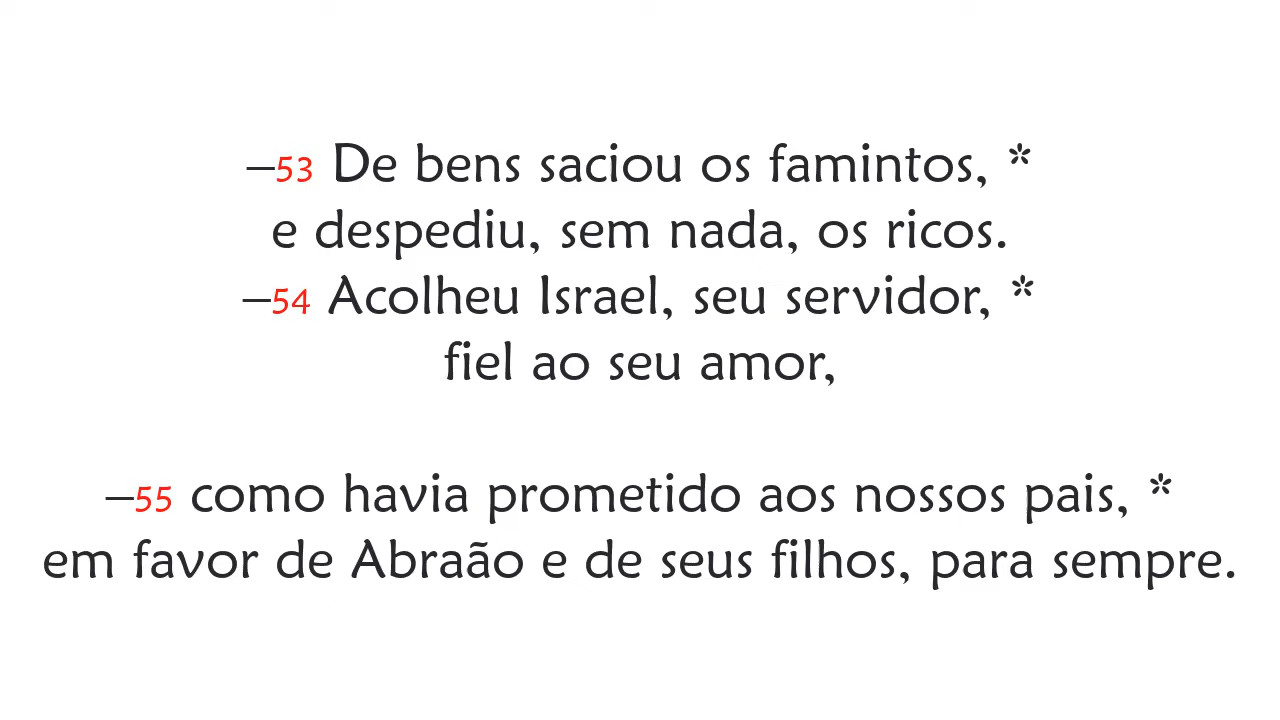 –53 De bens saciou os famintos, *
e despediu, sem nada, os ricos.
–54 Acolheu Israel, seu servidor, *
fiel ao seu amor,
–55 como havia prometido aos nossos pais, *
em favor de Abraão e de seus filhos, para sempre.